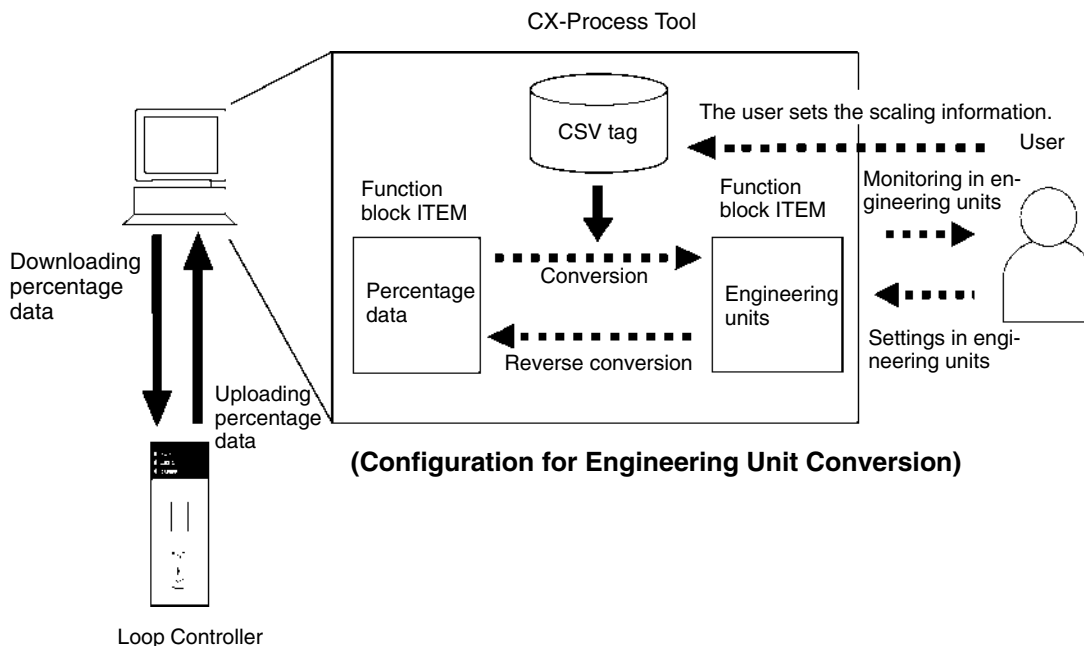 CX-Process Tool
CSV tag
The user sets the scaling information.
User
Function
block ITEM
Function
block ITEM
Monitoring in en-
gineering units
Downloading
percentage
data
Conversion
Percentage
data
Engineering
units
Reverse conversion
Settings in engi-
neering units
Uploading
percentage
data
(Configuration for Engineering Unit Conversion)
Loop Controller